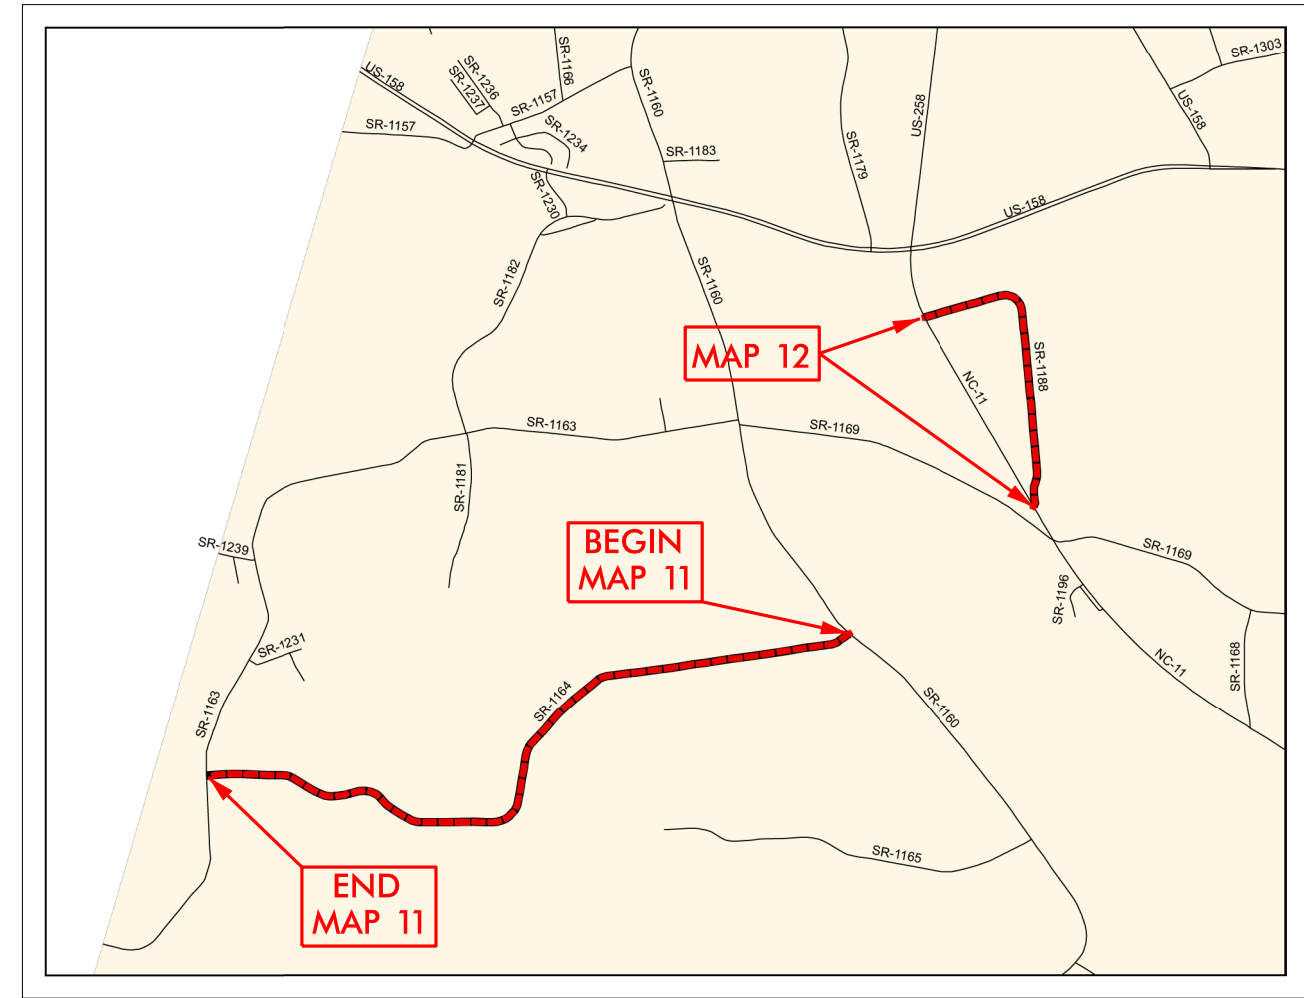 SR-1303
SR-1166
SR-1236
US-158
SR-1237
SR-1160
SR-1157
US-258
US-158
SR-1157
SR-1234
SR-1183
SR-1179
SR-1230
US-158
SR-1182
SR-1160
MAP 12
SR-1188
NC-11
SR-1163
SR-1169
SR-1181
SR-1239
BEGIN
MAP 11
SR-1169
SR-1196
SR-1231
NC-11
SR-1168
SR-1164
SR-1160
SR-1163
SR-1165
END
MAP 11